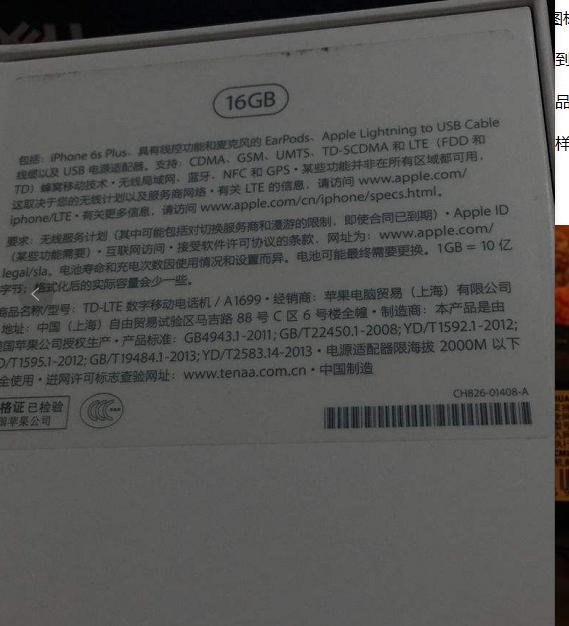 16GB
包括：iPhone 6s Plus、具有线控功能和麦克风的 EarPods、Apple Lightning to USB Cable
线缆以及 USB 电源适配器。支持：CDMA、GSM、UMTS、TD-SCDMA 和 LTE（FDD 和
TD）蜂窝移动技术·无线局域网、蓝牙、NFC 和 GPS·某些功能并非在所有区域都可用，
这取决于您的无线计划以及服务商网络·有关 LTE 的信息，请访问 www.apple.com/
iphone/LTE·有关更多信息，请访问 www.apple.com/cn/iphone/specs.html。
要求：无线服务计划（其中可能包括对切换服务商和漫游的限制，即使合同已到期）·Apple ID
（某些功能需要）·互联网访问·接受软件许可协议的条款，网址为：www.apple.com/
legal/sla。电池寿命和充电次数因使用情况和设置而异。电池可能最终需要更换。1GB = 10 亿
字节；格式化后的实际容量会少一些。
商品名称/型号：TD-LTE 数字移动电话机 / A1699·经销商：苹果电脑贸易（上海）有限公司
地址：中国（上海）自由贸易试验区马吉路 88 号 C 区 6 号楼全幢·制造商：本产品是由
国苹果公司授权生产·产品标准：GB4943.1-2011; GB/T22450.1-2008; YD/T1592.1-2012;
D/T1595.1-2012; GB/T19484.1-2013; YD/T2583.14-2013·电源适配器限海拔 2000M 以下
全使用·进网许可标志查验网址：www.tenaa.com.cn·中国制造
CH826-01408-A
格证 已检验
苹果公司
图标
到
品
样